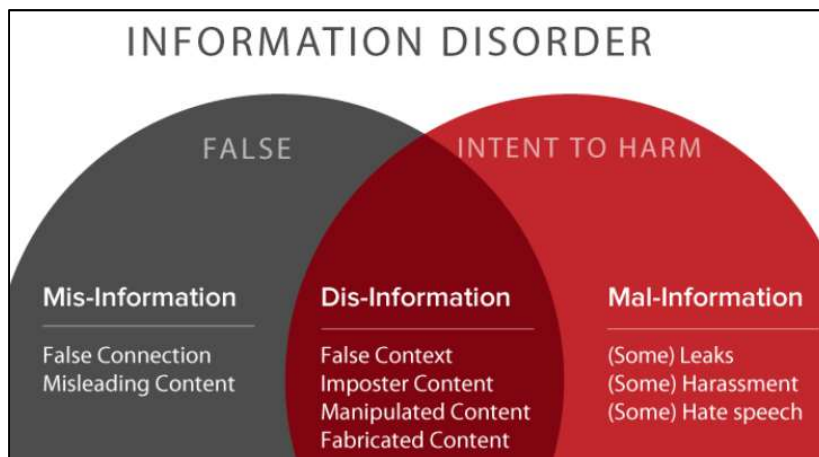 INFORMATION DISORDER
FALSE
INTENT TO HARM
Mis-Information
False Connection
Misleading Content
Dis-Information
False Context
Imposter Content
Manipulated Content
Fabricated Content
Mal-Information
(Some) Leaks
(Some) Harassment
(Some) Hate speech